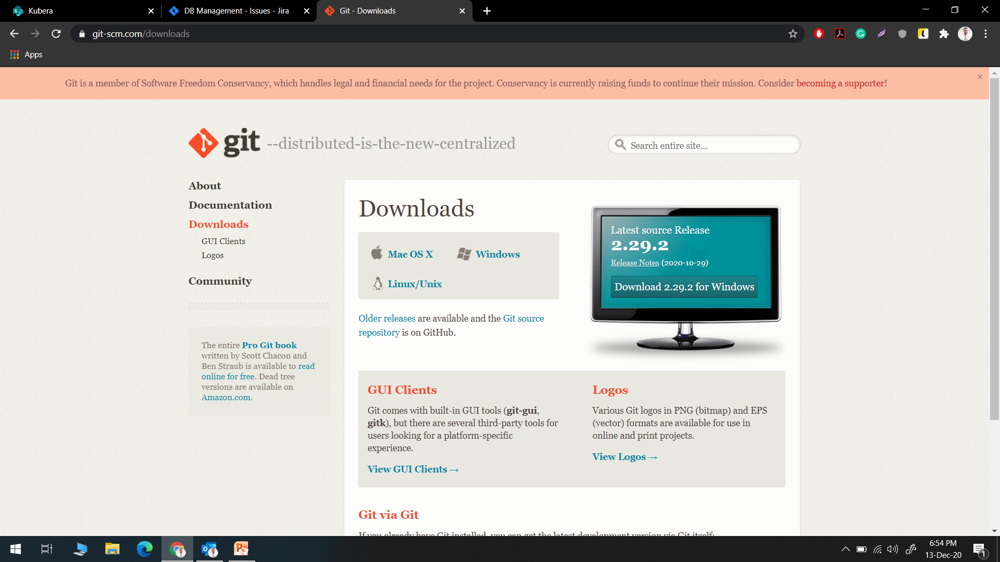 Kubera
DB Management - Issues - Jira
Git - Downloads
git-scm.com/downloads
Apps
Git is a member of Software Freedom Conservancy, which handles legal and financial needs for the project. Conservancy is currently raising funds to continue their mission. Consider becoming a supporter!
git --distributed-is-the-new-centralized
Search entire site...
About
Documentation
Downloads
GUI Clients
Logos
Community
The entire Pro Git book
written by Scott Chacon and
Ben Straub is available to read
online for free. Dead tree
versions are available on
Amazon.com.
Downloads
Mac OS X
Windows
Linux/Unix
Older releases are available and the Git source
repository is on GitHub.
Latest source Release
2.29.2
Release Notes (2020-10-29)
Download 2.29.2 for Windows
GUI Clients
Git comes with built-in GUI tools (git-gui,
gitk), but there are several third-party tools for
users looking for a platform-specific
experience.
View GUI Clients →
Logos
Various Git logos in PNG (bitmap) and EPS
(vector) formats are available for use in
online and print projects.
View Logos →
Git via Git
If you already have Git installed, you can get the latest development version via Git itself:
6:54 PM
13-Dec-20
1